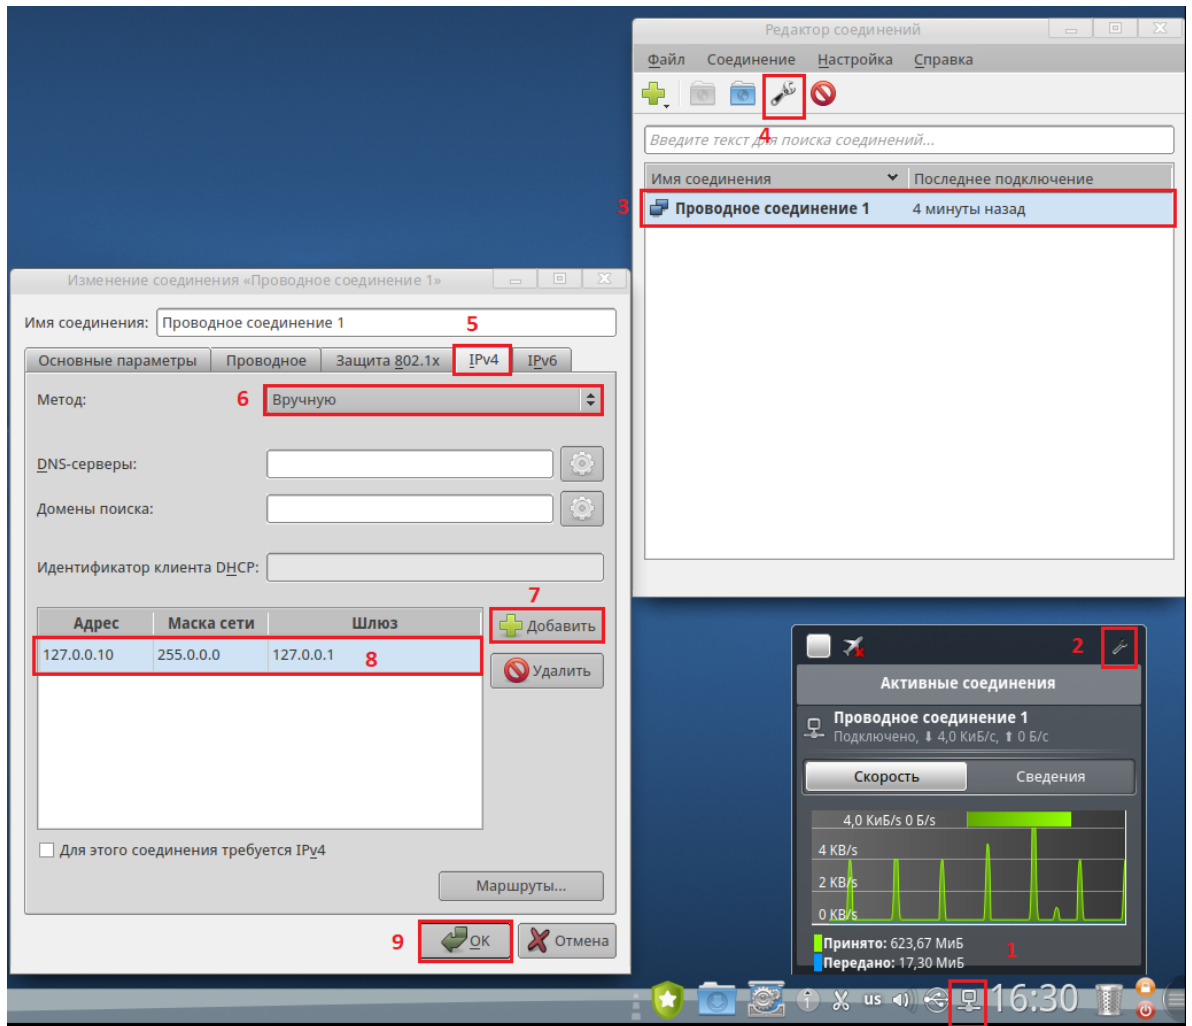 Редактор соединений
Файл Соединение Настройка Справка
4
Введите текст для поиска соединений...
Имя соединения Последнее подключение
3 Проводное соединение 1 4 минуты назад
Изменение соединения «Проводное соединение 1»
Имя соединения: Проводное соединение 1
5
Основные параметры Проводное Защита 802.1x IPv4 IPv6
Метод: 6 Вручную
DNS-серверы:
Домены поиска:
Идентификатор клиента DHCP:
7
Адрес Маска сети Шлюз
Добавить
127.0.0.10 255.0.0.0 127.0.0.1 8
Удалить
Для этого соединения требуется IPv4
Маршруты...
9 OK Отмена
2
Активные соединения
Проводное соединение 1
Подключено, ⬇ 4,0 КиБ/с, ⬆ 0 Б/с
Скорость Сведения
4,0 КиБ/s 0 Б/s
4 KB/s
2 KB/s
0 KB/s
Принято: 623,67 МиБ
1
Передано: 17,30 МиБ
us 16:30